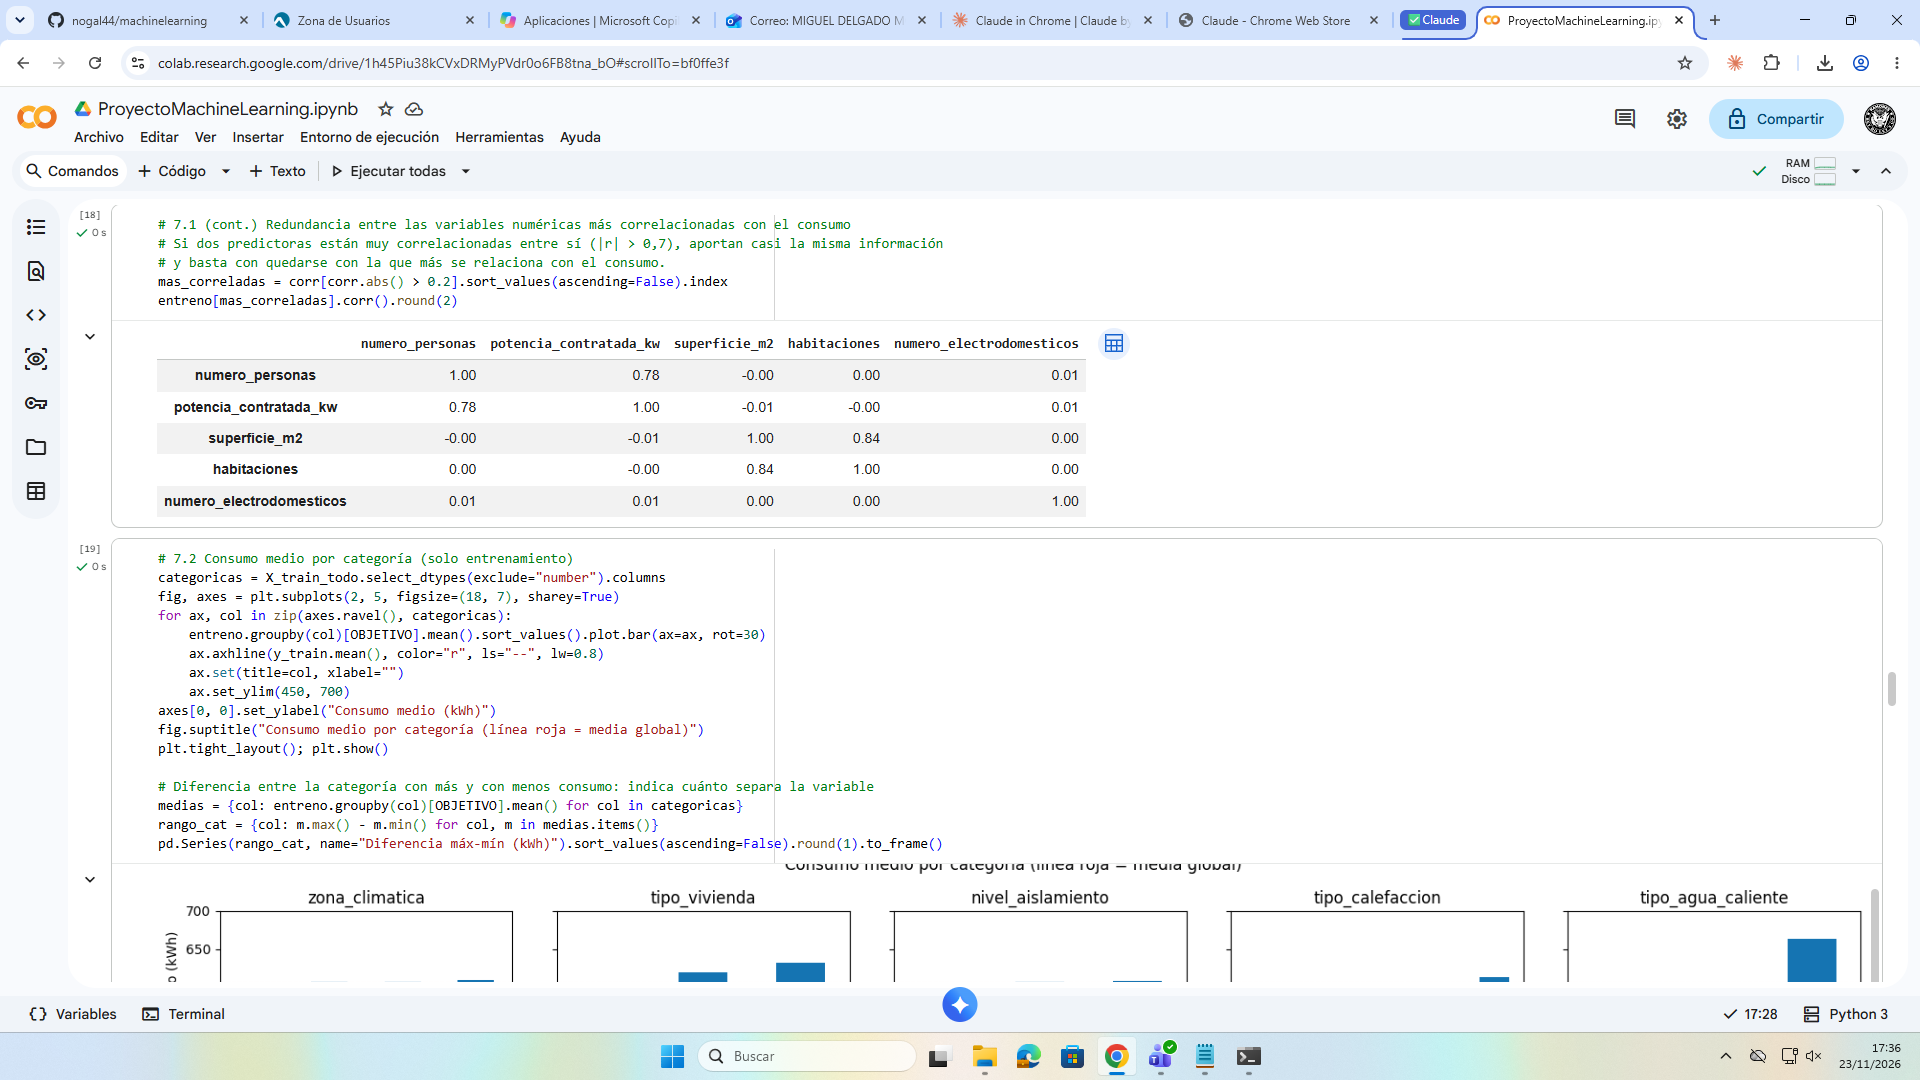 nogal44/machinelearning
Zona de Usuarios
Aplicaciones | Microsoft Copi
Correo: MIGUEL DELGADO M
Claude in Chrome | Claude by
Claude - Chrome Web Store
Claude
ProyectoMachineLearning.ipy
colab.research.google.com/drive/1h45Piu38kCVxDRMyPVdr0o6FB8tna_bO#scrollTo=bf0ffe3f
ProyectoMachineLearning.ipynb
Archivo Editar Ver Insertar Entorno de ejecución Herramientas Ayuda
Compartir
Comandos + Código + Texto Ejecutar todas
RAM
Disco
[18]
0 s
# 7.1 (cont.) Redundancia entre las variables numéricas más correlacionadas con el consumo
# Si dos predictoras están muy correlacionadas entre sí (|r| > 0,7), aportan casi la misma información
# y basta con quedarse con la que más se relaciona con el consumo.
mas_correladas = corr[corr.abs() > 0.2].sort_values(ascending=False).index
entreno[mas_correladas].corr().round(2)
numero_personas potencia_contratada_kw superficie_m2 habitaciones numero_electrodomesticos
numero_personas 1.00 0.78 -0.00 0.00 0.01
potencia_contratada_kw 0.78 1.00 -0.01 -0.00 0.01
superficie_m2 -0.00 -0.01 1.00 0.84 0.00
habitaciones 0.00 -0.00 0.84 1.00 0.00
numero_electrodomesticos 0.01 0.01 0.00 0.00 1.00
[19]
0 s
# 7.2 Consumo medio por categoría (solo entrenamiento)
categoricas = X_train_todo.select_dtypes(exclude="number").columns
fig, axes = plt.subplots(2, 5, figsize=(18, 7), sharey=True)
for ax, col in zip(axes.ravel(), categoricas):
    entreno.groupby(col)[OBJETIVO].mean().sort_values().plot.bar(ax=ax, rot=30)
    ax.axhline(y_train.mean(), color="r", ls="--", lw=0.8)
    ax.set(title=col, xlabel="")
    ax.set_ylim(450, 700)
axes[0, 0].set_ylabel("Consumo medio (kWh)")
fig.suptitle("Consumo medio por categoría (línea roja = media global)")
plt.tight_layout(); plt.show()
# Diferencia entre la categoría con más y con menos consumo: indica cuánto separa la variable
medias = {col: entreno.groupby(col)[OBJETIVO].mean() for col in categoricas}
rango_cat = {col: m.max() - m.min() for col, m in medias.items()}
pd.Series(rango_cat, name="Diferencia máx-mín (kWh)").sort_values(ascending=False).round(1).to_frame()
Consumo medio por categoría (línea roja = media global)
zona_climatica tipo_vivienda nivel_aislamiento tipo_calefaccion tipo_agua_caliente
700
650
o (kWh)
Variables Terminal
17:28 Python 3
Buscar
17:36
23/11/2026